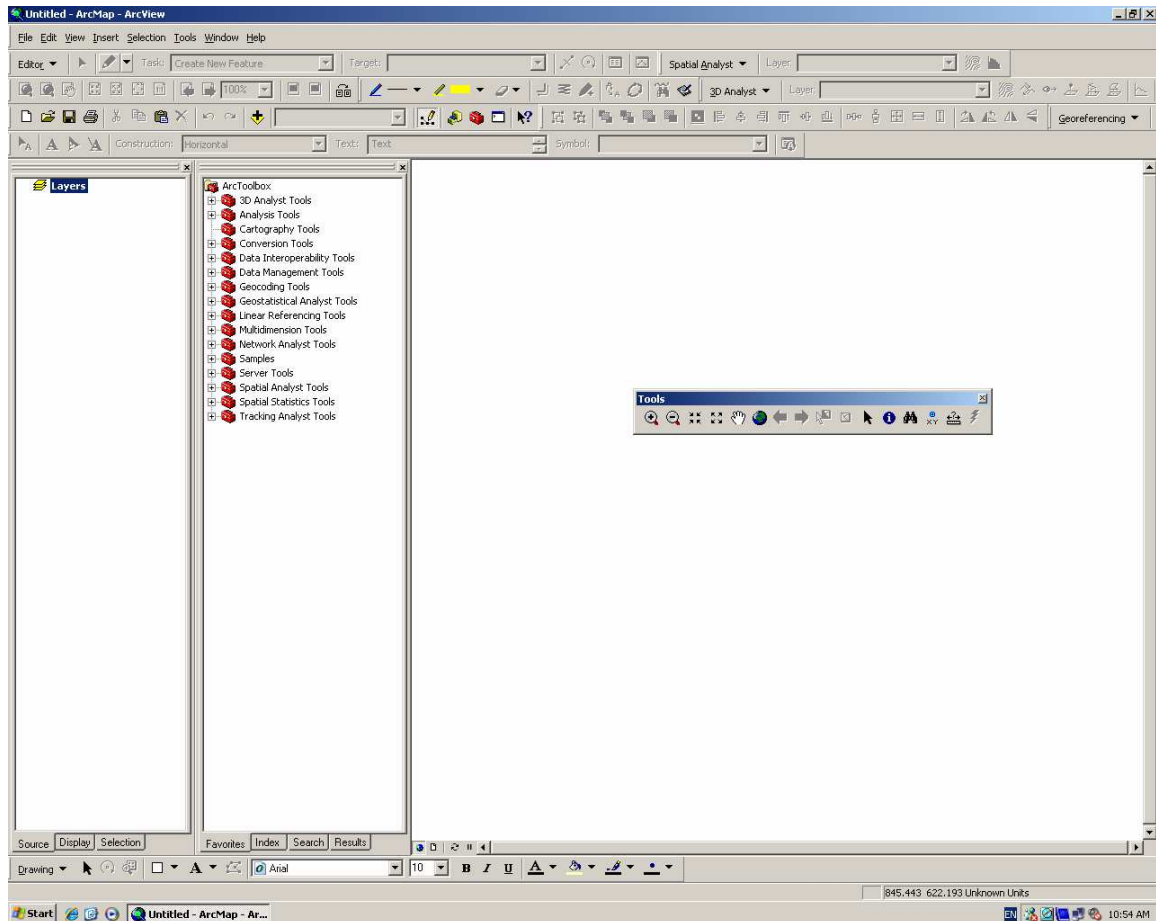 Untitled - ArcMap - ArcView
File Edit View Insert Selection Tools Window Help
Editor Task: Create New Feature Target: Spatial Analyst Layer:
100% 3D Analyst Layer:
Georeferencing
Construction: Horizontal Text: Text Symbol:
Layers
ArcToolbox
3D Analyst Tools
Analysis Tools
Cartography Tools
Conversion Tools
Data Interoperability Tools
Data Management Tools
Geocoding Tools
Geostatistical Analyst Tools
Linear Referencing Tools
Multidimension Tools
Network Analyst Tools
Samples
Server Tools
Spatial Analyst Tools
Spatial Statistics Tools
Tracking Analyst Tools
Tools
XY
Source Display Selection
Favorites Index Search Results
Drawing A Arial 10 B I U A
845.443 622.193 Unknown Units
Start Untitled - ArcMap - Ar... EN 10:54 AM